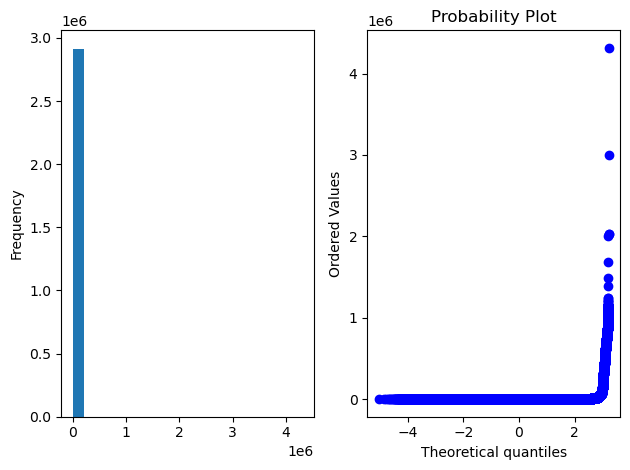 1e6
3.0
2.5
2.0
1.5
1.0
0.5
0.0
Frequency
0 1 2 3 4
1e6
Probability Plot
1e6
4
3
2
1
0
Ordered Values
−4 −2 0 2
Theoretical quantiles